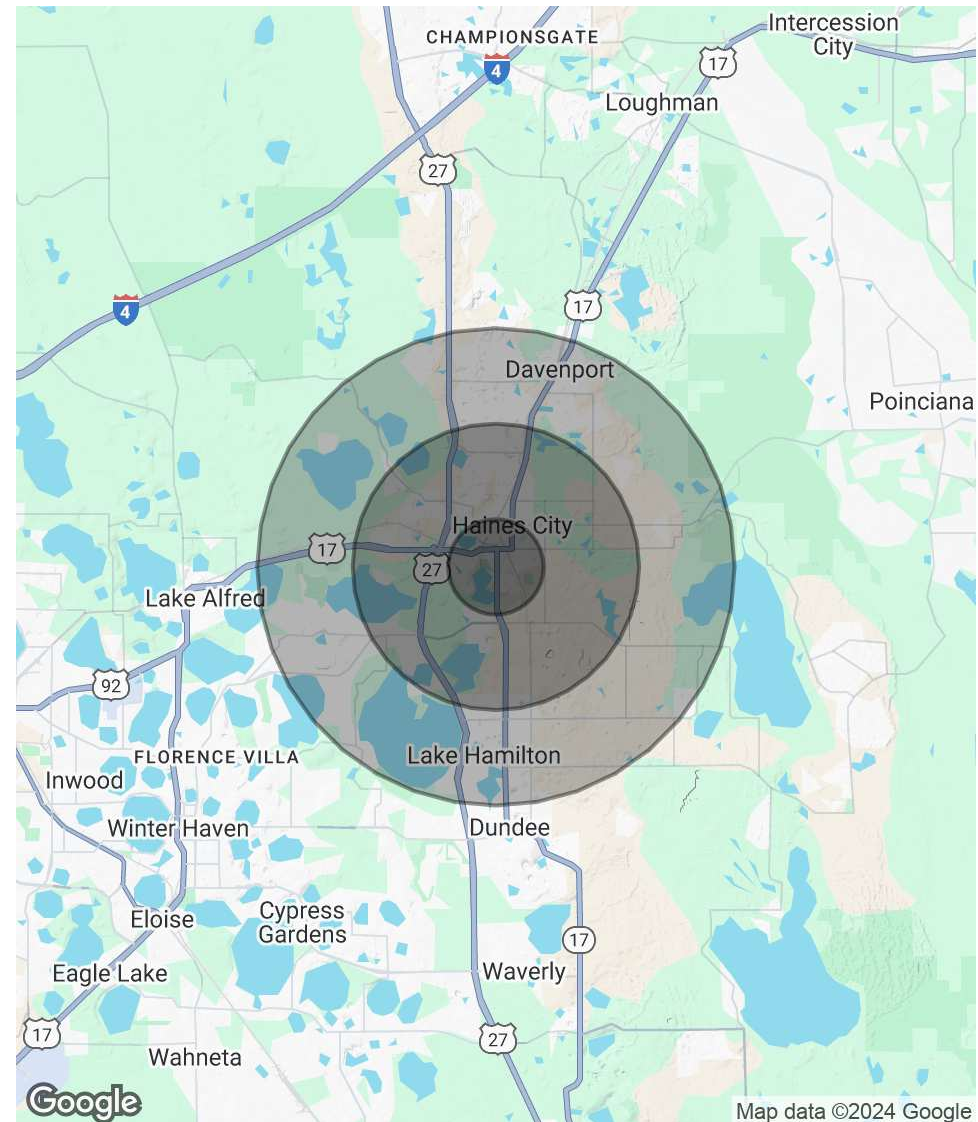 CHAMPIONSGATE
Intercession
City
4
17
Loughman
27
4
17
Davenport
Poinciana
Haines City
17
27
Lake Alfred
92
FLORENCE VILLA
Lake Hamilton
Inwood
Winter Haven
Dundee
Eloise
Cypress
Gardens
17
Eagle Lake
Waverly
17
27
Wahneta
Google
Map data ©2024 Google